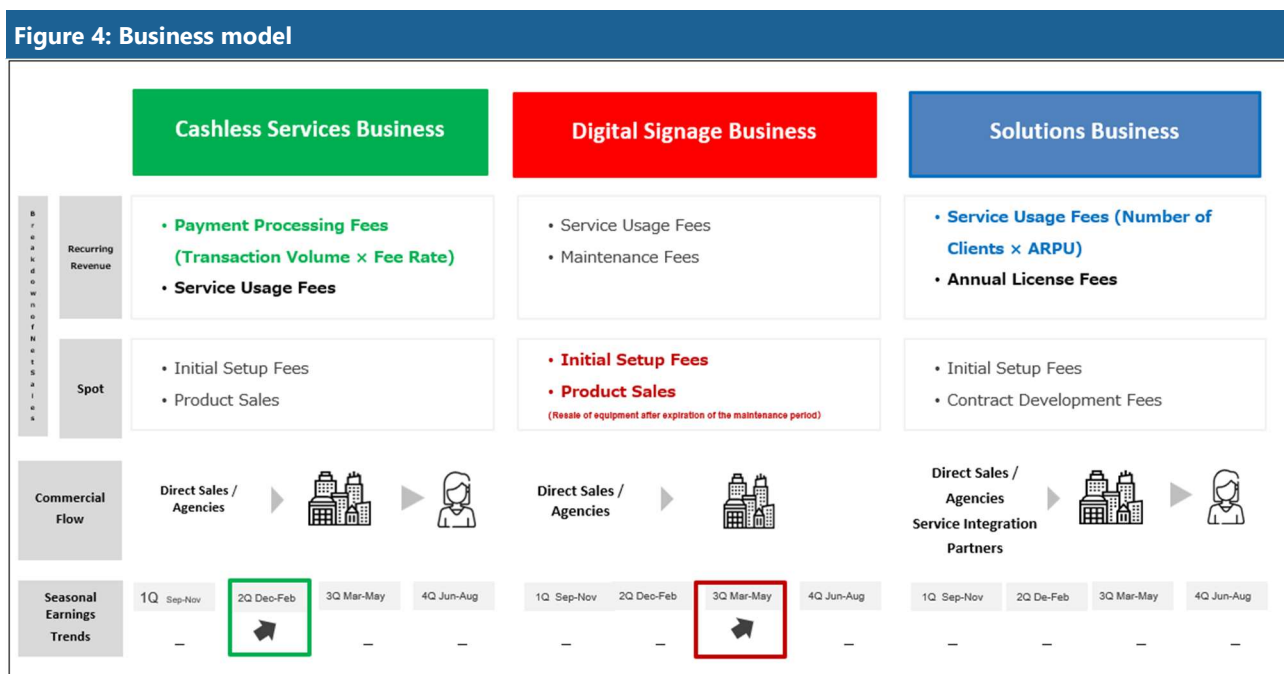 Figure 4: Business model
Cashless Services Business
Digital Signage Business
Solutions Business
Breakdown of Net Sales
Recurring
Revenue
• Payment Processing Fees
(Transaction Volume × Fee Rate)
• Service Usage Fees
• Service Usage Fees
• Maintenance Fees
• Service Usage Fees (Number of
Clients × ARPU)
• Annual License Fees
Spot
• Initial Setup Fees
• Product Sales
• Initial Setup Fees
• Product Sales
(Resale of equipment after expiration of the maintenance period)
• Initial Setup Fees
• Contract Development Fees
Commercial
Flow
Direct Sales /
Agencies
Direct Sales /
Agencies
Direct Sales /
Agencies
Service Integration
Partners
Seasonal
Earnings
Trends
1Q Sep-Nov
2Q Dec-Feb
3Q Mar-May
4Q Jun-Aug
1Q Sep-Nov
2Q Dec-Feb
3Q Mar-May
4Q Jun-Aug
1Q Sep-Nov
2Q De-Feb
3Q Mar-May
4Q Jun-Aug
– – –
– – –
– – – –